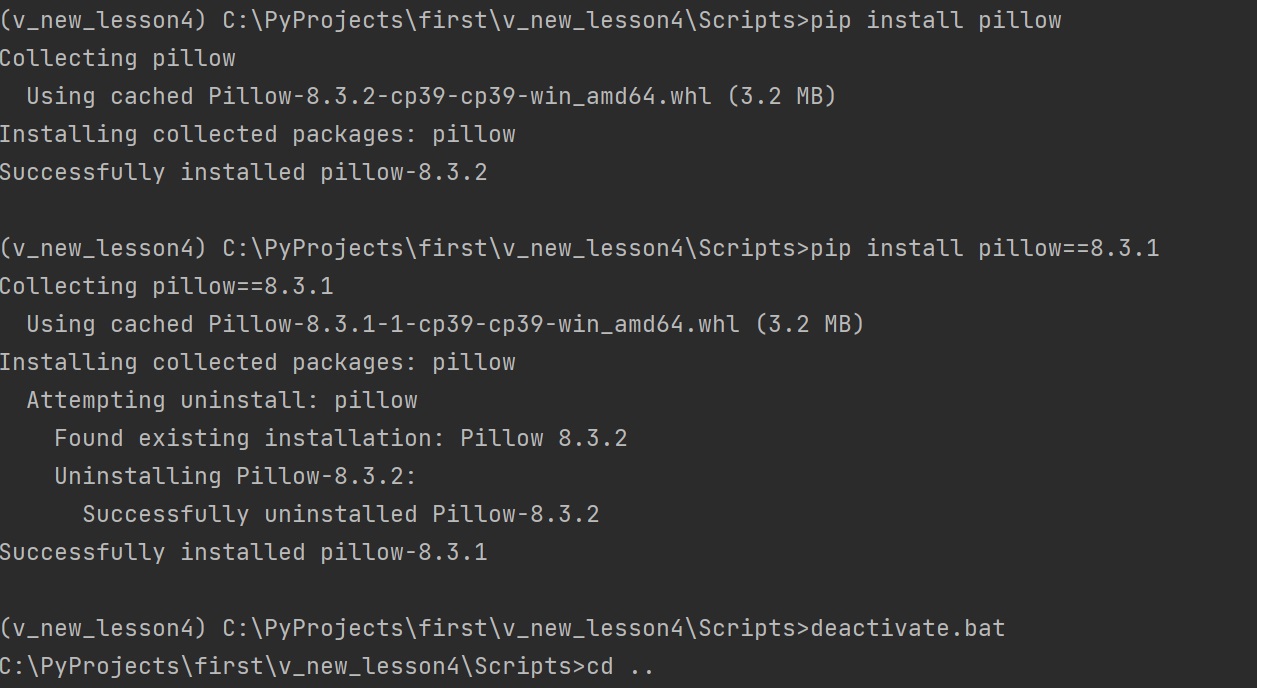 (v_new_lesson4) C:\PyProjects\first\v_new_lesson4\Scripts>pip install pillow
Collecting pillow
  Using cached Pillow-8.3.2-cp39-cp39-win_amd64.whl (3.2 MB)
Installing collected packages: pillow
Successfully installed pillow-8.3.2

(v_new_lesson4) C:\PyProjects\first\v_new_lesson4\Scripts>pip install pillow==8.3.1
Collecting pillow==8.3.1
  Using cached Pillow-8.3.1-1-cp39-cp39-win_amd64.whl (3.2 MB)
Installing collected packages: pillow
  Attempting uninstall: pillow
    Found existing installation: Pillow 8.3.2
    Uninstalling Pillow-8.3.2:
      Successfully uninstalled Pillow-8.3.2
Successfully installed pillow-8.3.1

(v_new_lesson4) C:\PyProjects\first\v_new_lesson4\Scripts>deactivate.bat
C:\PyProjects\first\v_new_lesson4\Scripts>cd ..